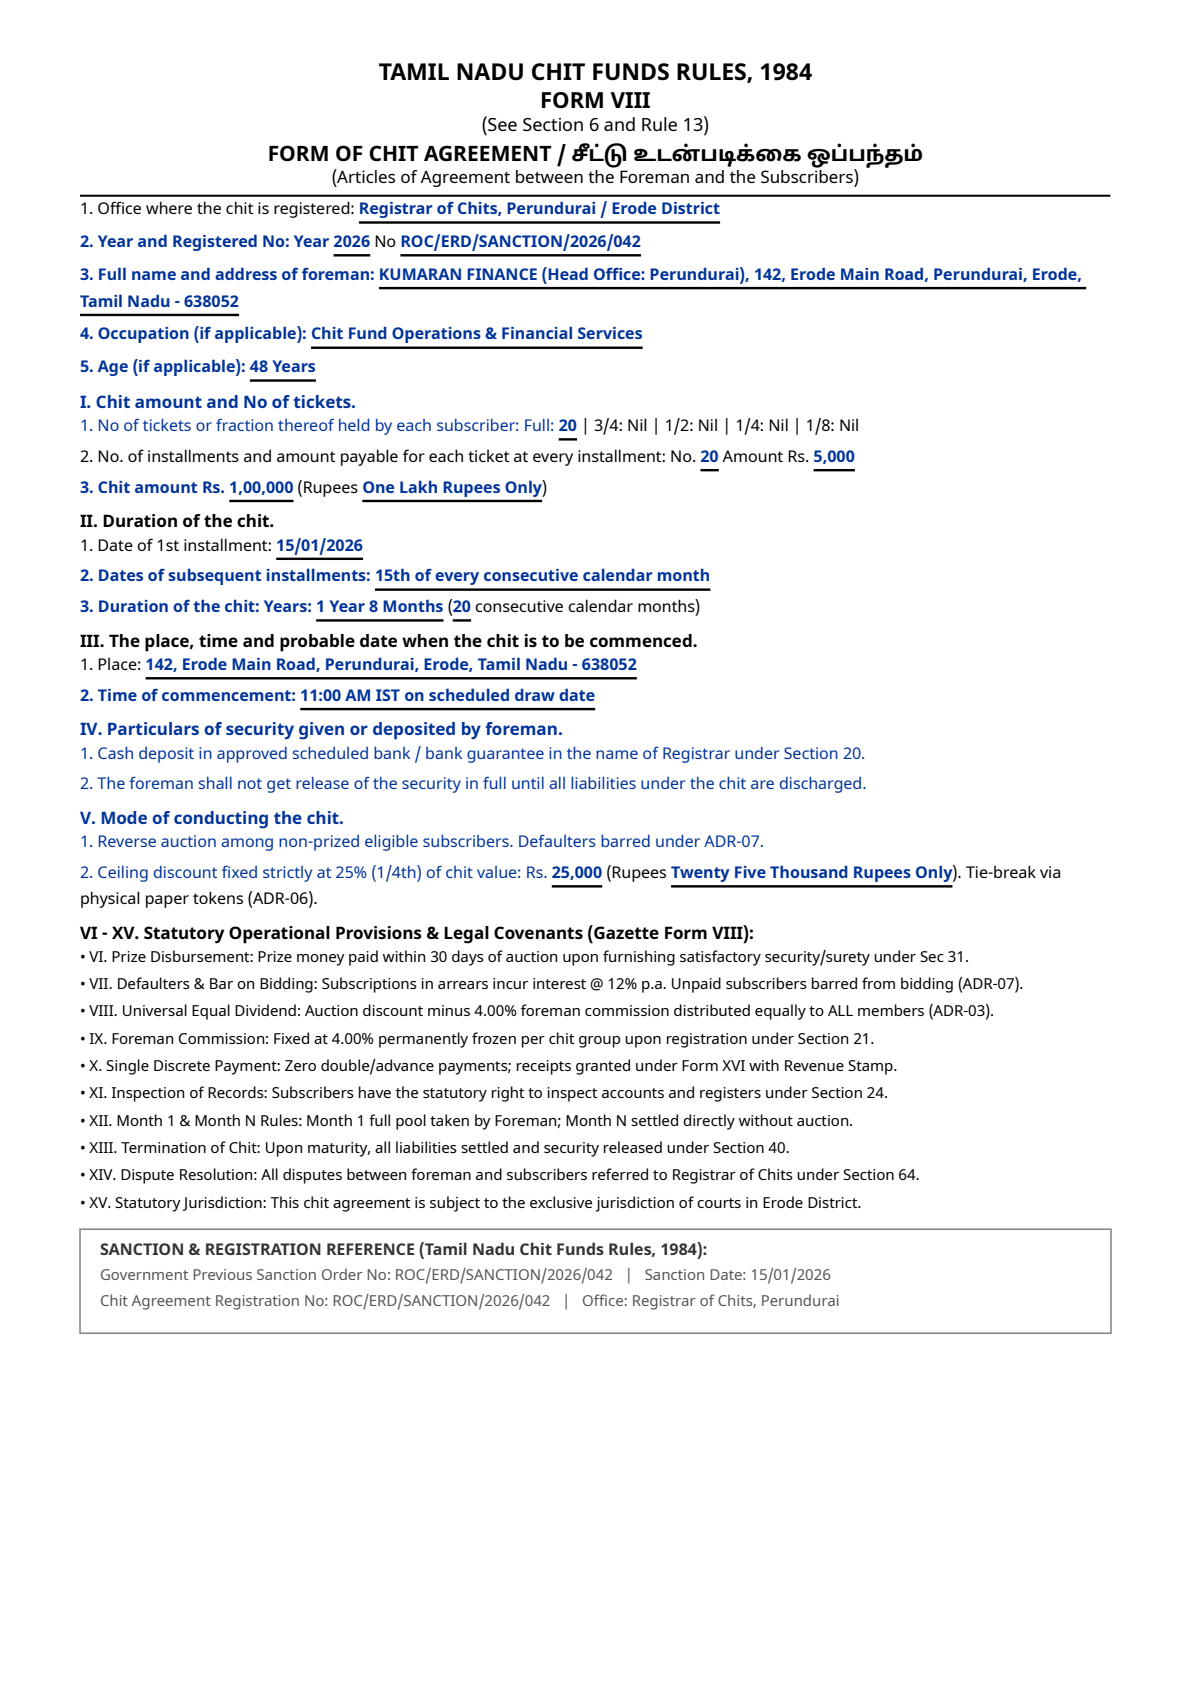 TAMIL NADU CHIT FUNDS RULES, 1984
FORM VIII
(See Section 6 and Rule 13)
FORM OF CHIT AGREEMENT / சீட்டு உடன்படிக்கை ஒப்பந்தம்
(Articles of Agreement between the Foreman and the Subscribers)
1. Office where the chit is registered: Registrar of Chits, Perundurai / Erode District
2. Year and Registered No: Year 2026 No ROC/ERD/SANCTION/2026/042
3. Full name and address of foreman: KUMARAN FINANCE (Head Office: Perundurai), 142, Erode Main Road, Perundurai, Erode,
Tamil Nadu - 638052
4. Occupation (if applicable): Chit Fund Operations & Financial Services
5. Age (if applicable): 48 Years
I. Chit amount and No of tickets.
1. No of tickets or fraction thereof held by each subscriber: Full: 20 | 3/4: Nil | 1/2: Nil | 1/4: Nil | 1/8: Nil
2. No. of installments and amount payable for each ticket at every installment: No. 20 Amount Rs. 5,000
3. Chit amount Rs. 1,00,000 (Rupees One Lakh Rupees Only)
II. Duration of the chit.
1. Date of 1st installment: 15/01/2026
2. Dates of subsequent installments: 15th of every consecutive calendar month
3. Duration of the chit: Years: 1 Year 8 Months (20 consecutive calendar months)
III. The place, time and probable date when the chit is to be commenced.
1. Place: 142, Erode Main Road, Perundurai, Erode, Tamil Nadu - 638052
2. Time of commencement: 11:00 AM IST on scheduled draw date
IV. Particulars of security given or deposited by foreman.
1. Cash deposit in approved scheduled bank / bank guarantee in the name of Registrar under Section 20.
2. The foreman shall not get release of the security in full until all liabilities under the chit are discharged.
V. Mode of conducting the chit.
1. Reverse auction among non-prized eligible subscribers. Defaulters barred under ADR-07.
2. Ceiling discount fixed strictly at 25% (1/4th) of chit value: Rs. 25,000 (Rupees Twenty Five Thousand Rupees Only). Tie-break via
physical paper tokens (ADR-06).
VI - XV. Statutory Operational Provisions & Legal Covenants (Gazette Form VIII):
• VI. Prize Disbursement: Prize money paid within 30 days of auction upon furnishing satisfactory security/surety under Sec 31.
• VII. Defaulters & Bar on Bidding: Subscriptions in arrears incur interest @ 12% p.a. Unpaid subscribers barred from bidding (ADR-07).
• VIII. Universal Equal Dividend: Auction discount minus 4.00% foreman commission distributed equally to ALL members (ADR-03).
• IX. Foreman Commission: Fixed at 4.00% permanently frozen per chit group upon registration under Section 21.
• X. Single Discrete Payment: Zero double/advance payments; receipts granted under Form XVI with Revenue Stamp.
• XI. Inspection of Records: Subscribers have the statutory right to inspect accounts and registers under Section 24.
• XII. Month 1 & Month N Rules: Month 1 full pool taken by Foreman; Month N settled directly without auction.
• XIII. Termination of Chit: Upon maturity, all liabilities settled and security released under Section 40.
• XIV. Dispute Resolution: All disputes between foreman and subscribers referred to Registrar of Chits under Section 64.
• XV. Statutory Jurisdiction: This chit agreement is subject to the exclusive jurisdiction of courts in Erode District.
SANCTION & REGISTRATION REFERENCE (Tamil Nadu Chit Funds Rules, 1984):
Government Previous Sanction Order No: ROC/ERD/SANCTION/2026/042 | Sanction Date: 15/01/2026
Chit Agreement Registration No: ROC/ERD/SANCTION/2026/042 | Office: Registrar of Chits, Perundurai